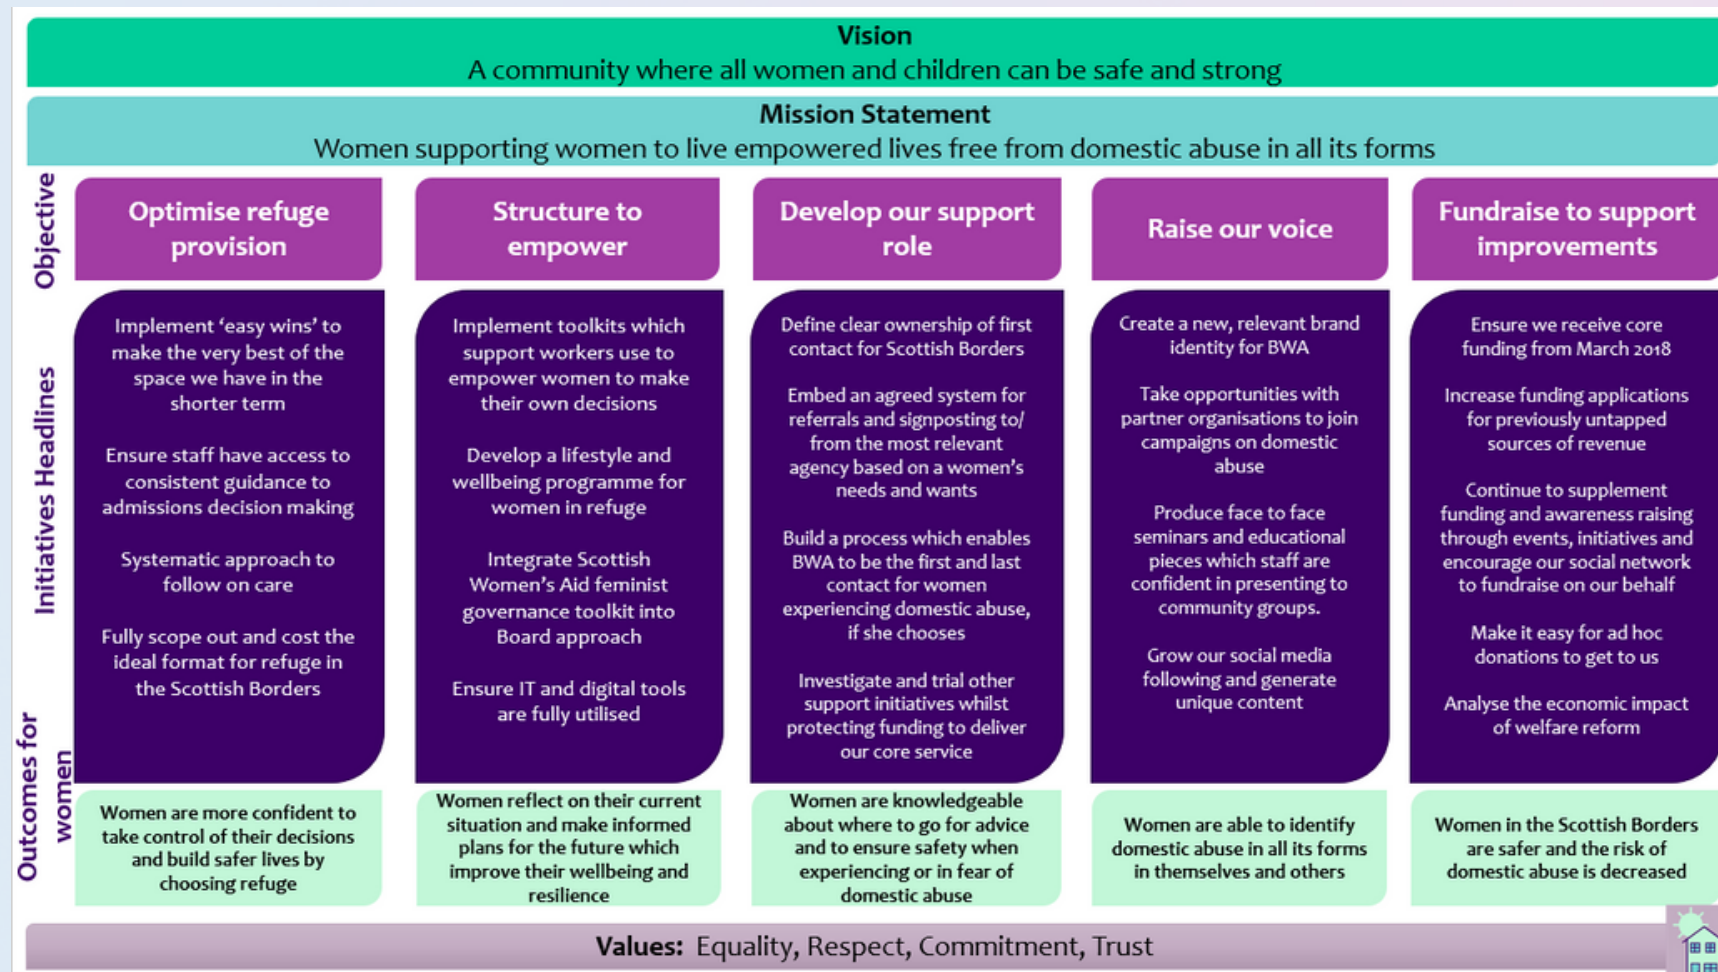 Vision
A community where all women and children can be safe and strong
Mission Statement
Women supporting women to live empowered lives free from domestic abuse in all its forms
Objective
Optimise refuge
provision
Structure to
empower
Develop our support
role
Raise our voice
Fundraise to support
improvements
Initiatives Headlines
Implement ‘easy wins’ to
make the very best of the
space we have in the
shorter term
Ensure staff have access to
consistent guidance to
admissions decision making
Systematic approach to
follow on care
Fully scope out and cost the
ideal format for refuge in
the Scottish Borders
Implement toolkits which
support workers use to
empower women to make
their own decisions
Develop a lifestyle and
wellbeing programme for
women in refuge
Integrate Scottish
Women’s Aid feminist
governance toolkit into
Board approach
Ensure IT and digital tools
are fully utilised
Define clear ownership of first
contact for Scottish Borders
Embed an agreed system for
referrals and signposting to/
from the most relevant
agency based on a women’s
needs and wants
Build a process which enables
BWA to be the first and last
contact for women
experiencing domestic abuse,
if she chooses
Investigate and trial other
support initiatives whilst
protecting funding to deliver
our core service
Create a new, relevant brand
identity for BWA
Take opportunities with
partner organisations to join
campaigns on domestic
abuse
Produce face to face
seminars and educational
pieces which staff are
confident in presenting to
community groups.
Grow our social media
following and generate
unique content
Ensure we receive core
funding from March 2018
Increase funding applications
for previously untapped
sources of revenue
Continue to supplement
funding and awareness raising
through events, initiatives and
encourage our social network
to fundraise on our behalf
Make it easy for ad hoc
donations to get to us
Analyse the economic impact
of welfare reform
Outcomes for
women
Women are more confident to
take control of their decisions
and build safer lives by
choosing refuge
Women reflect on their current
situation and make informed
plans for the future which
improve their wellbeing and
resilience
Women are knowledgeable
about where to go for advice
and to ensure safety when
experiencing or in fear of
domestic abuse
Women are able to identify
domestic abuse in all its forms
in themselves and others
Women in the Scottish Borders
are safer and the risk of
domestic abuse is decreased
Values: Equality, Respect, Commitment, Trust